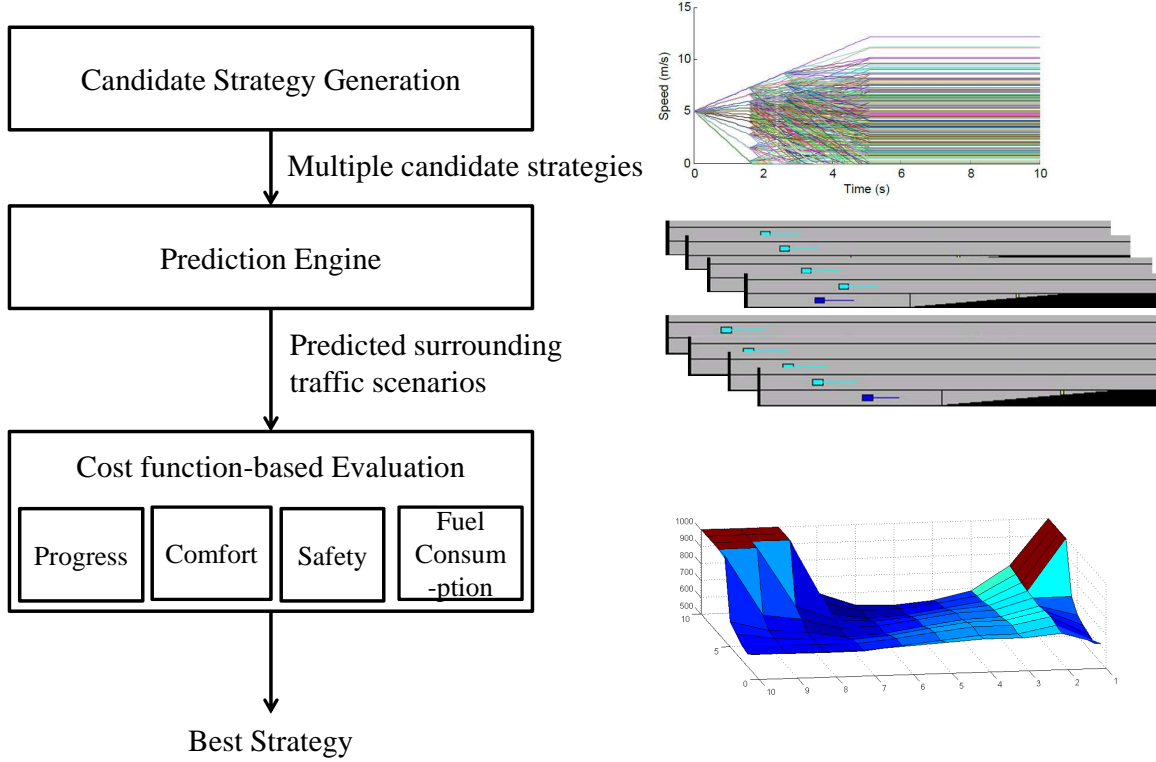 Candidate Strategy Generation
Multiple candidate strategies
Prediction Engine
Predicted surrounding
traffic scenarios
Cost function-based Evaluation
Progress
Comfort
Safety
Fuel
Consum
-ption
Best Strategy
15
10
5
0
Speed (m/s)
0 2 4 6 8 10
Time (s)
1000
900
800
700
600
500
10
5
0
10 9 8 7 6 5 4 3 2 1